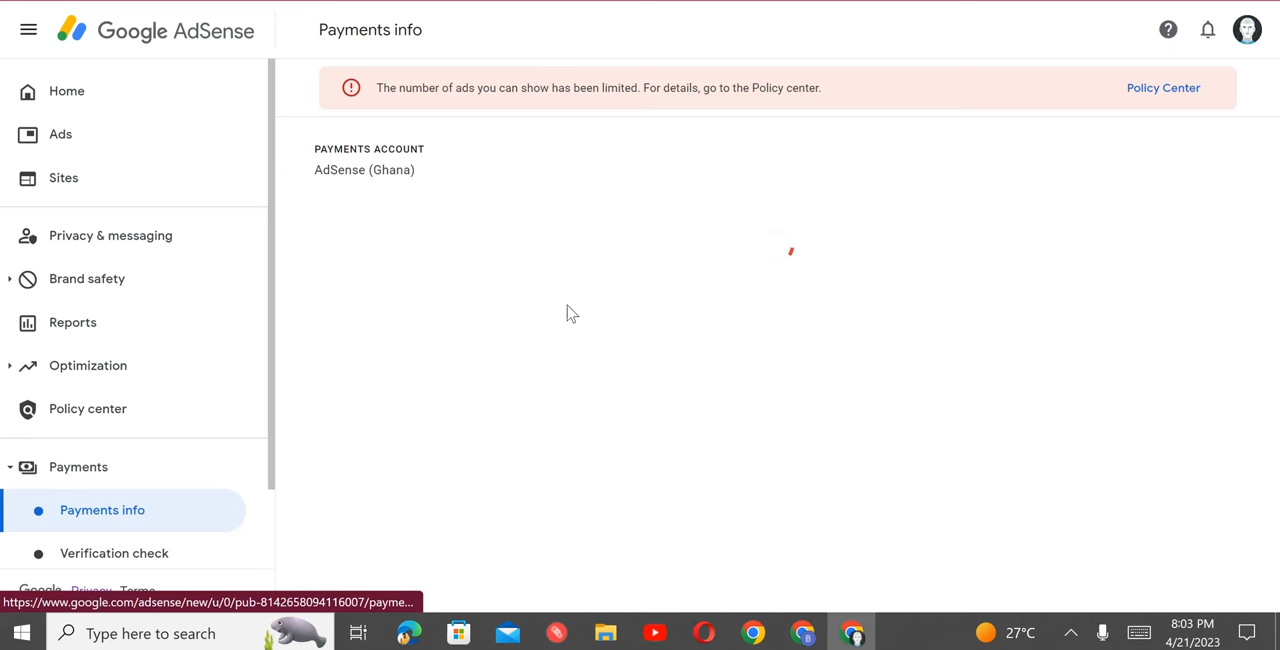 Google AdSense
Payments info
Home
Ads
Sites
Privacy & messaging
Brand safety
Reports
Optimization
Policy center
Payments
Payments info
Verification check
Google Privacy Terms
The number of ads you can show has been limited. For details, go to the Policy center.
Policy Center
PAYMENTS ACCOUNT
AdSense (Ghana)
https://www.google.com/adsense/new/u/0/pub-8142658094116007/payme...
Type here to search
B
27°C
8:03 PM
4/21/2023